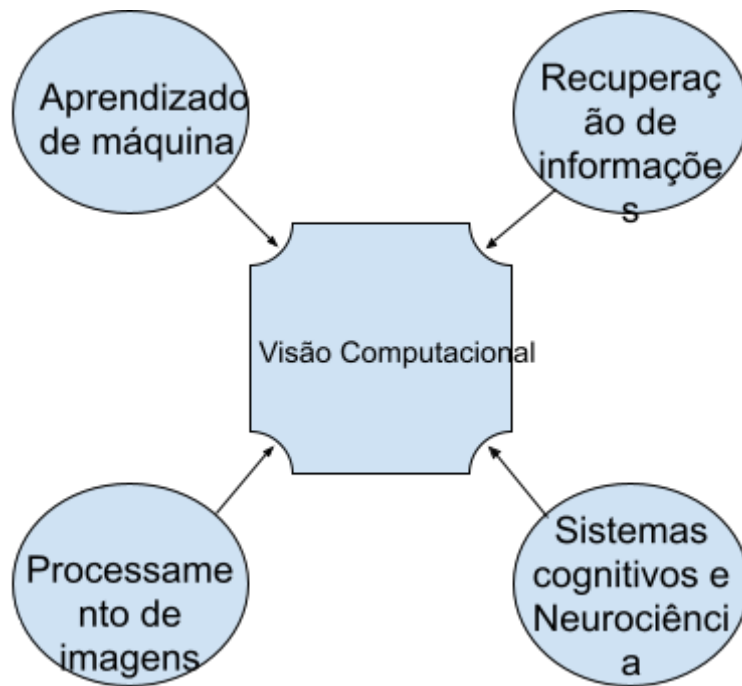 Aprendizado
de máquina
Recuperaç
ão de
informaçõe
s
Visão Computacional
Processame
nto de
imagens
Sistemas
cognitivos e
Neurociênci
a